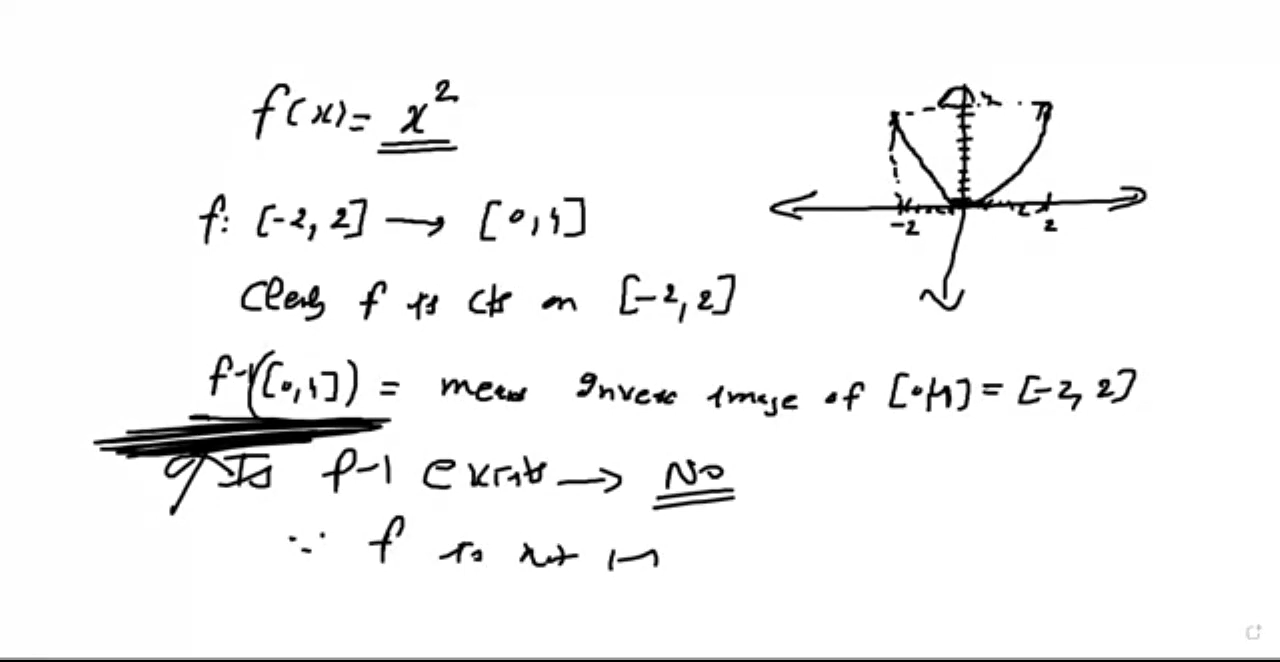 f(x) = x²
f: [-2, 2] → [0, 4]
Clearly f is cts on [-2, 2]
f-1([0, 4]) = means Inverse image of [0, 4] = [-2, 2]
Is f-1 exists → No
∵ f is not 1-1
-2
2